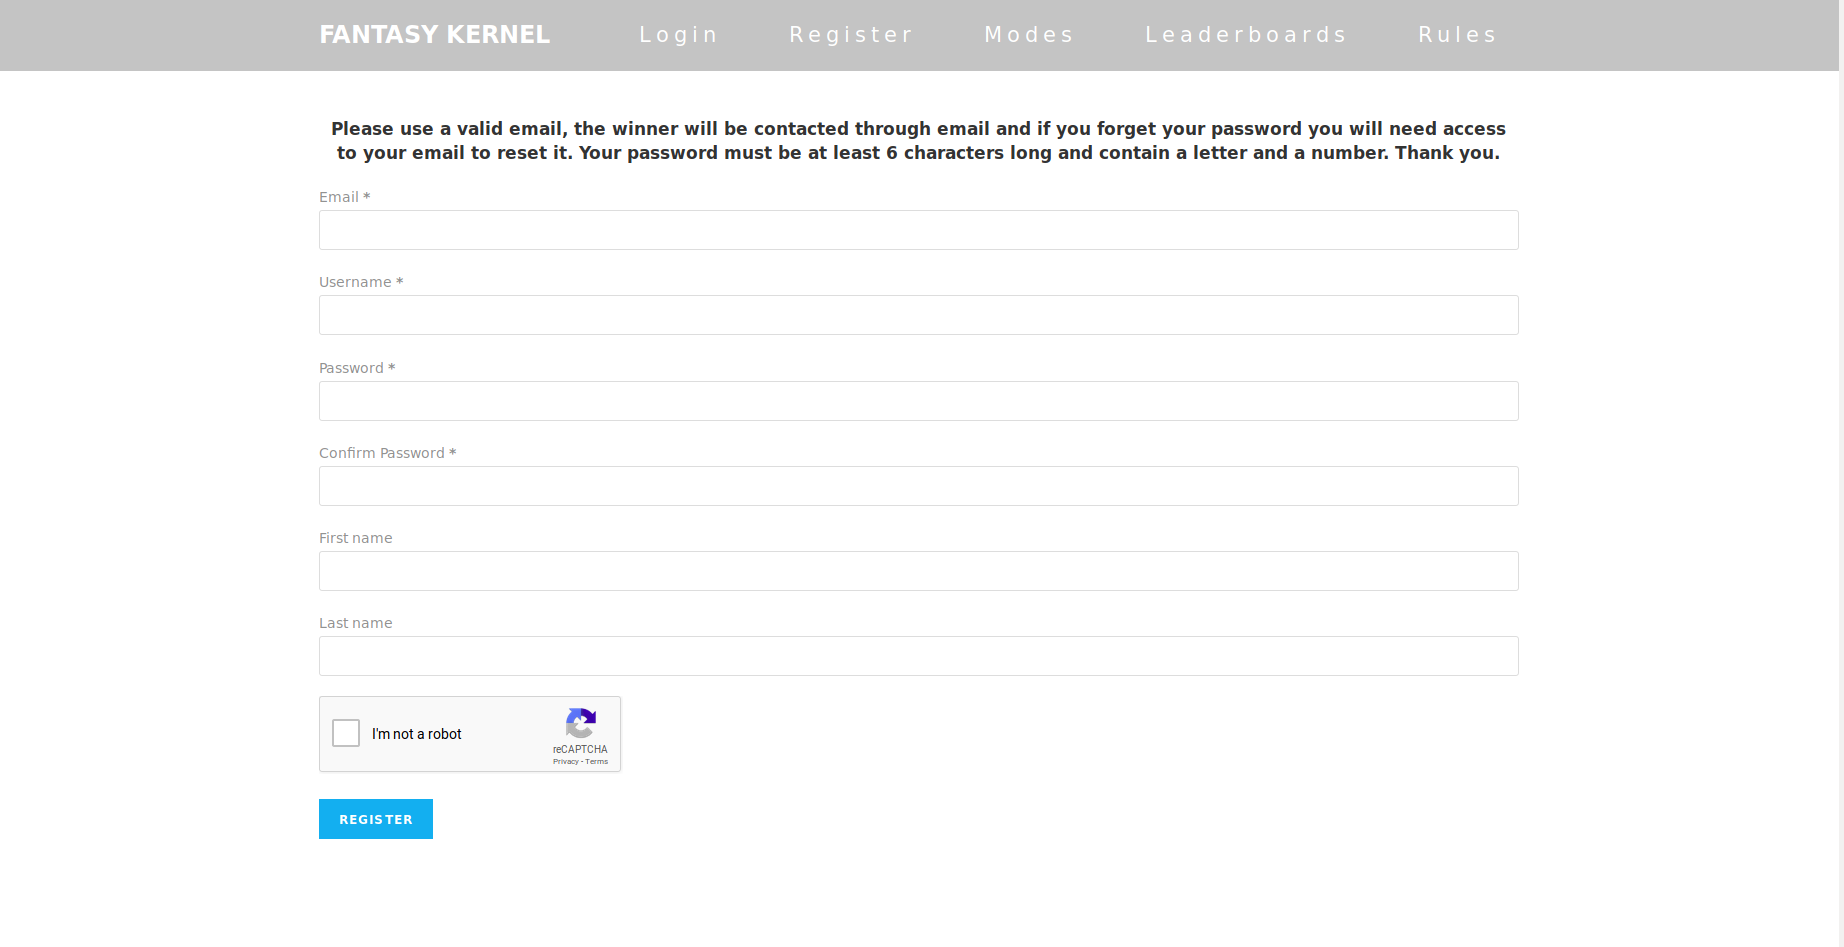 FANTASY KERNEL Login Register Modes Leaderboards Rules
Please use a valid email, the winner will be contacted through email and if you forget your password you will need access
to your email to reset it. Your password must be at least 6 characters long and contain a letter and a number. Thank you.
Email *
Username *
Password *
Confirm Password *
First name
Last name
I'm not a robot
reCAPTCHA
Privacy - Terms
REGISTER